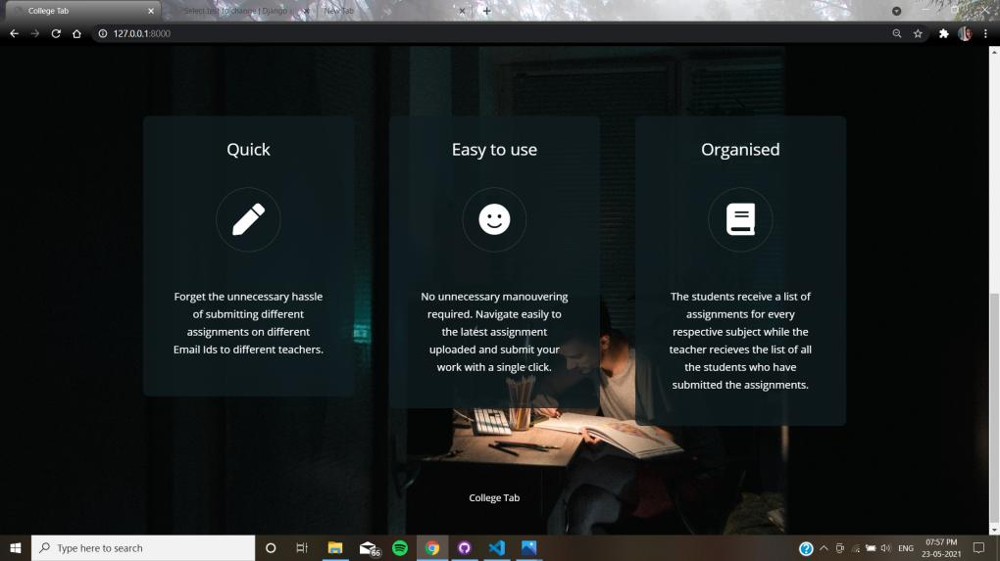 College Tab
Select test to change | Django
New Tab
127.0.0.1:8000
Quick
Forget the unnecessary hassle
of submitting different
assignments on different
Email Ids to different teachers.
Easy to use
No unnecessary manouvering
required. Navigate easily to
the latest assignment
uploaded and submit your
work with a single click.
Organised
The students receive a list of
assignments for every
respective subject while the
teacher recieves the list of all
the students who have
submitted the assignments.
College Tab
Type here to search
66
ENG
07:57 PM
23-05-2021